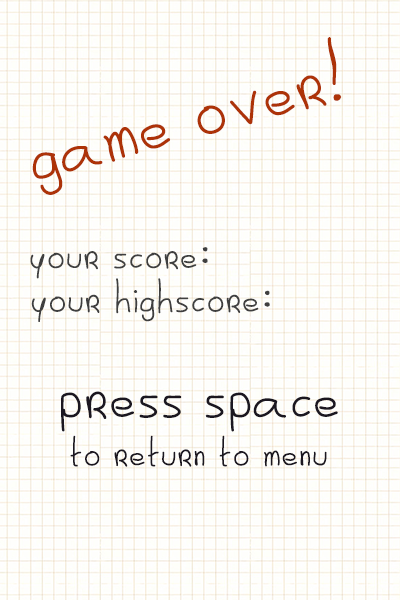 game over!
your score:
your highscore:
press space
to return to menu